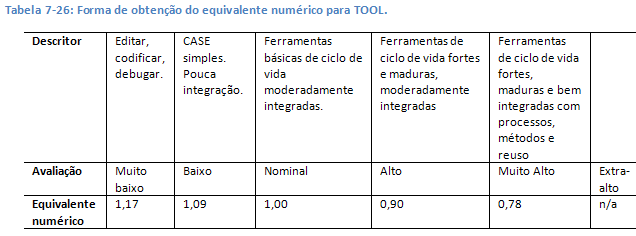 Tabela 7-26: Forma de obtenção do equivalente numérico para TOOL.
Descritor
Editar,
codificar,
debugar.
CASE
simples.
Pouca
integração.
Ferramentas
básicas de ciclo de
vida
moderadamente
integradas.
Ferramentas de
ciclo de vida fortes
e maduras,
moderadamente
integradas
Ferramentas
de ciclo de vida
fortes,
maduras e bem
integradas com
processos,
métodos e
reuso
Avaliação
Muito
baixo
Baixo
Nominal
Alto
Muito Alto
Extra-
alto
Equivalente
numérico
1,17
1,09
1,00
0,90
0,78
n/a